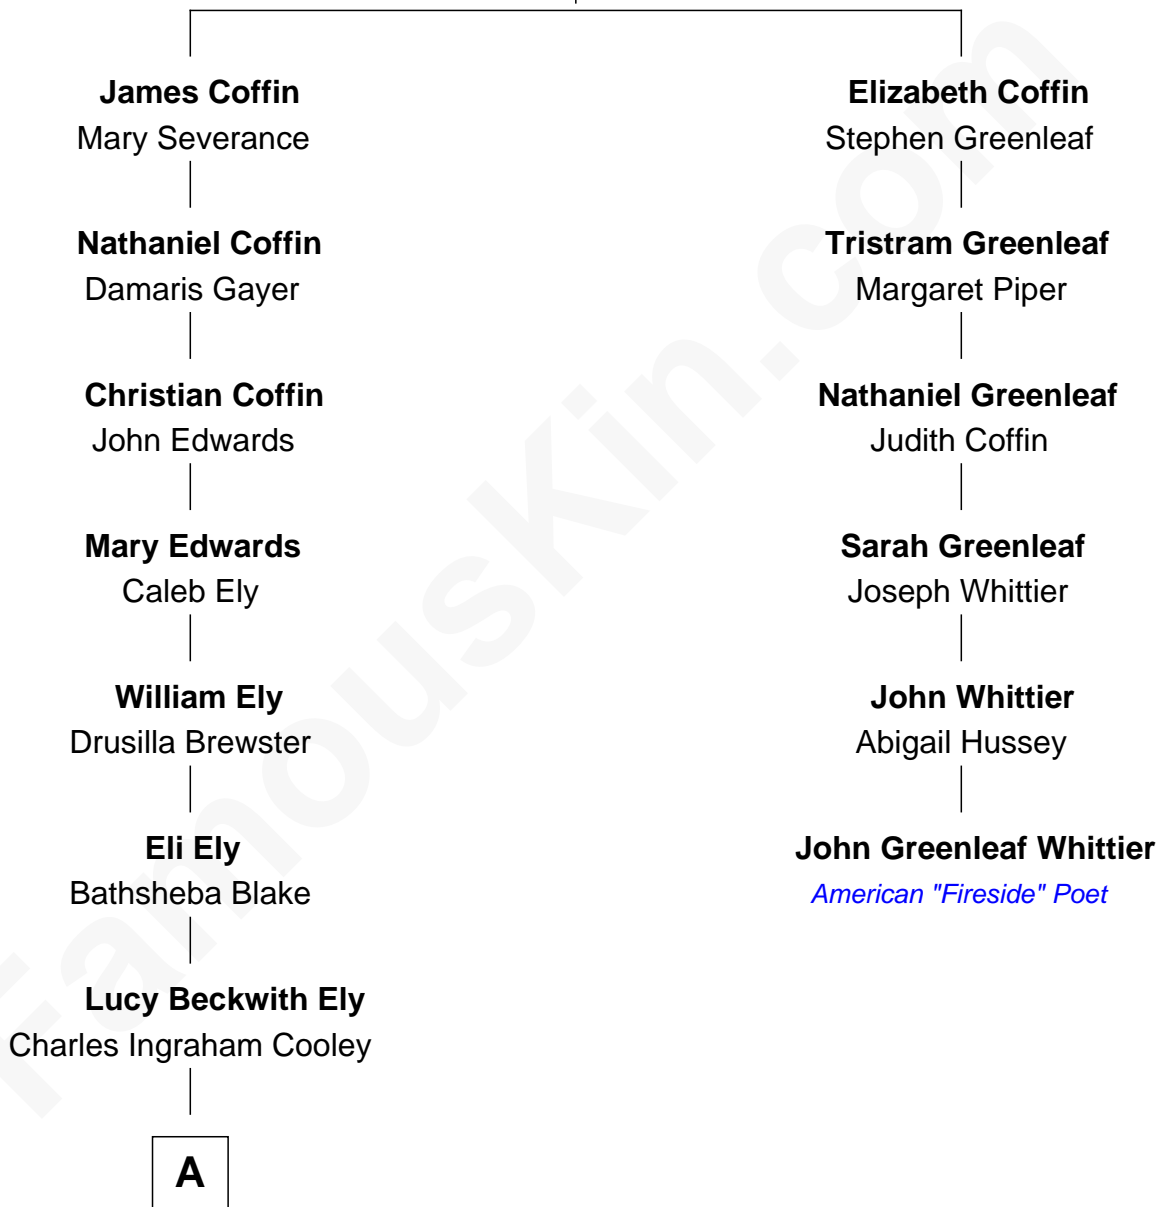 James Coffin
Mary Severance
Nathaniel Coffin
Damaris Gayer
Christian Coffin
John Edwards
Mary Edwards
Caleb Ely
William Ely
Drusilla Brewster
Eli Ely
Bathsheba Blake
Lucy Beckwith Ely
Charles Ingraham Cooley
A
Elizabeth Coffin
Stephen Greenleaf
Tristram Greenleaf
Margaret Piper
Nathaniel Greenleaf
Judith Coffin
Sarah Greenleaf
Joseph Whittier
John Whittier
Abigail Hussey
John Greenleaf Whittier
American "Fireside" Poet
FamousKin.com